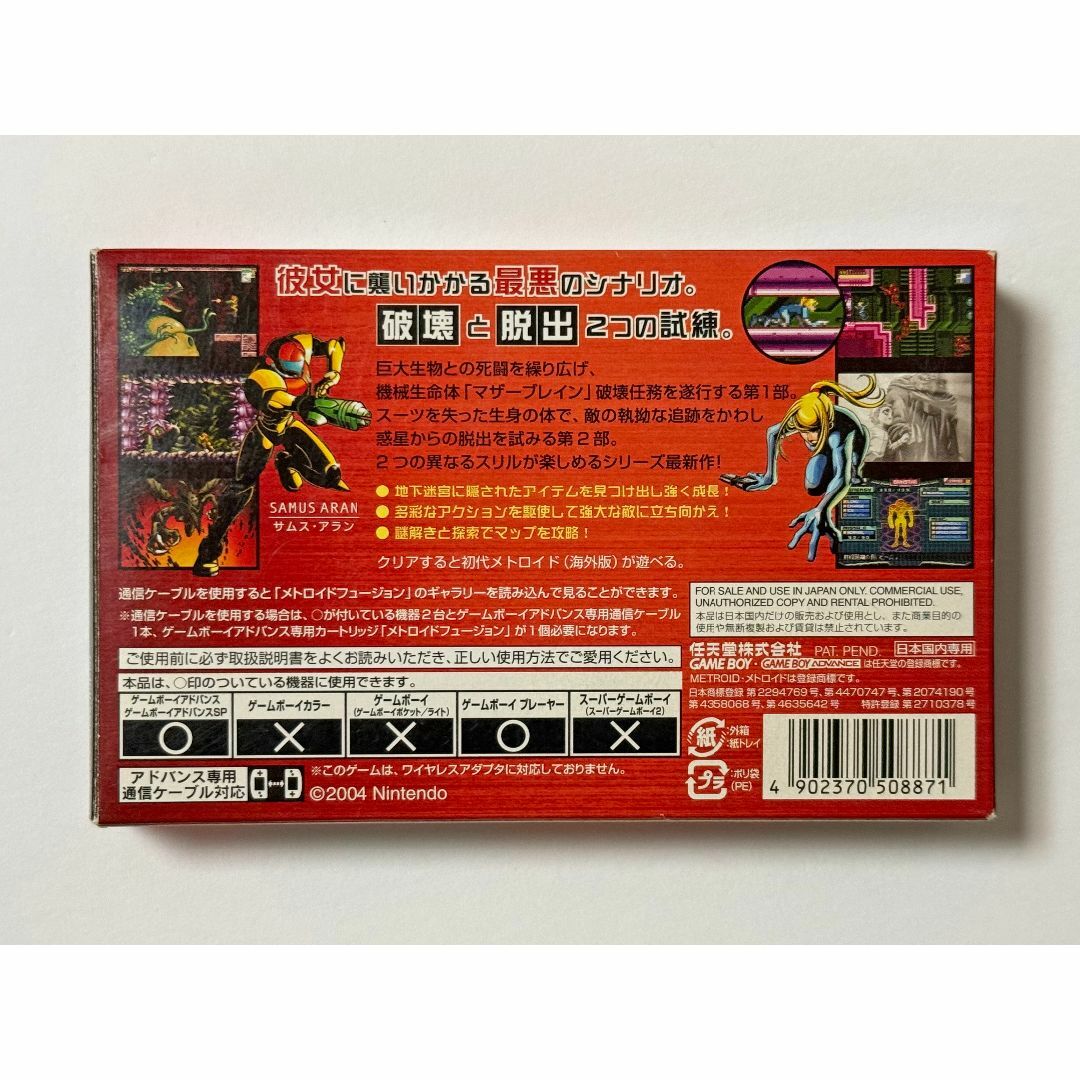 彼女に襲いかかる最悪のシナリオ。
破壊と脱出 2つの試練。
巨大生物との死闘を繰り広げ、
機械生命体「マザーブレイン」破壊任務を遂行する第1部。
スーツを失った生身の体で、敵の執拗な追跡をかわし
惑星からの脱出を試みる第2部。
2つの異なるスリルが楽しめるシリーズ最新作!
●地下迷宮に隠されたアイテムを見つけ出し強く成長!
●多彩なアクションを駆使して強大な敵に立ち向かえ!
●謎解きと探索でマップを攻略!
クリアすると初代メトロイド(海外版)が遊べる。
SAMUS ARAN
サムス・アラン
通信ケーブルを使用すると「メトロイドフュージョン」のギャラリーを読み込んで見ることができます。
※通信ケーブルを使用する場合は、○が付いている機器2台とゲームボーイアドバンス専用通信ケーブル
1本、ゲームボーイアドバンス専用カートリッジ「メトロイドフュージョン」が1個必要になります。
ご使用前に必ず取扱説明書をよくお読みいただき、正しい使用方法でご愛用ください。
本品は、○印のついている機器に使用できます。
ゲームボーイアドバンス
ゲームボーイアドバンスSP
○
ゲームボーイカラー
×
ゲームボーイ
(ゲームボーイポケット/ライト)
×
ゲームボーイ プレーヤー
○
スーパーゲームボーイ
(スーパーゲームボーイ2)
×
アドバンス専用
通信ケーブル対応
※このゲームは、ワイヤレスアダプタに対応しておりません。
©2004 Nintendo
FOR SALE AND USE IN JAPAN ONLY. COMMERCIAL USE,
UNAUTHORIZED COPY AND RENTAL PROHIBITED.
本品は日本国内だけの販売および使用とし、また商業目的の
使用や無断複製および賃貸は禁止されています。
任天堂株式会社 PAT. PEND. 日本国内専用
GAME BOY・GAME BOY ADVANCE は任天堂の登録商標です。
METROID・メトロイドは登録商標です。
日本商標登録 第2294769号、第4470747号、第2074190号
第4358068号、第4635642号 特許登録 第2710378号
紙
:外箱
:紙トレイ
プラ
:ポリ袋
(PE)
4 902370 508871